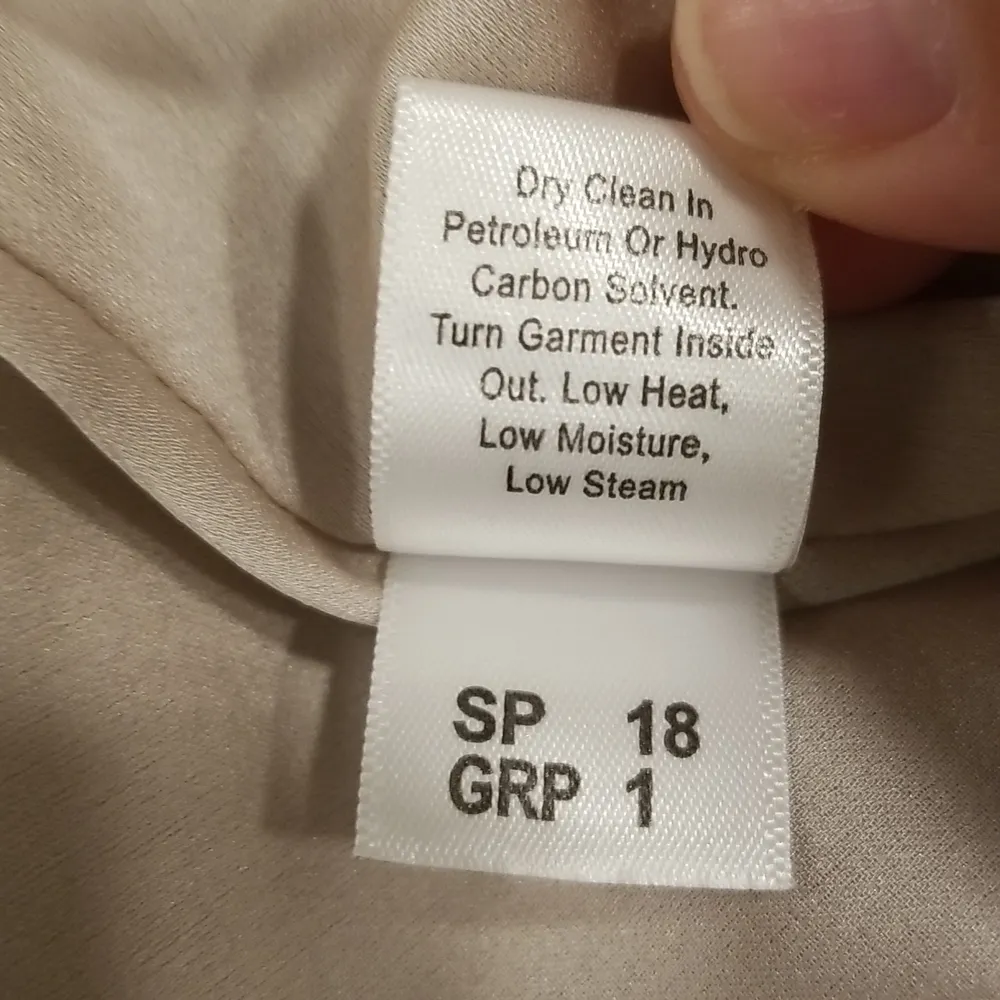 Dry Clean In
Petroleum Or Hydro
Carbon Solvent.
Turn Garment Inside
Out. Low Heat,
Low Moisture,
Low Steam
SP 18
GRP 1